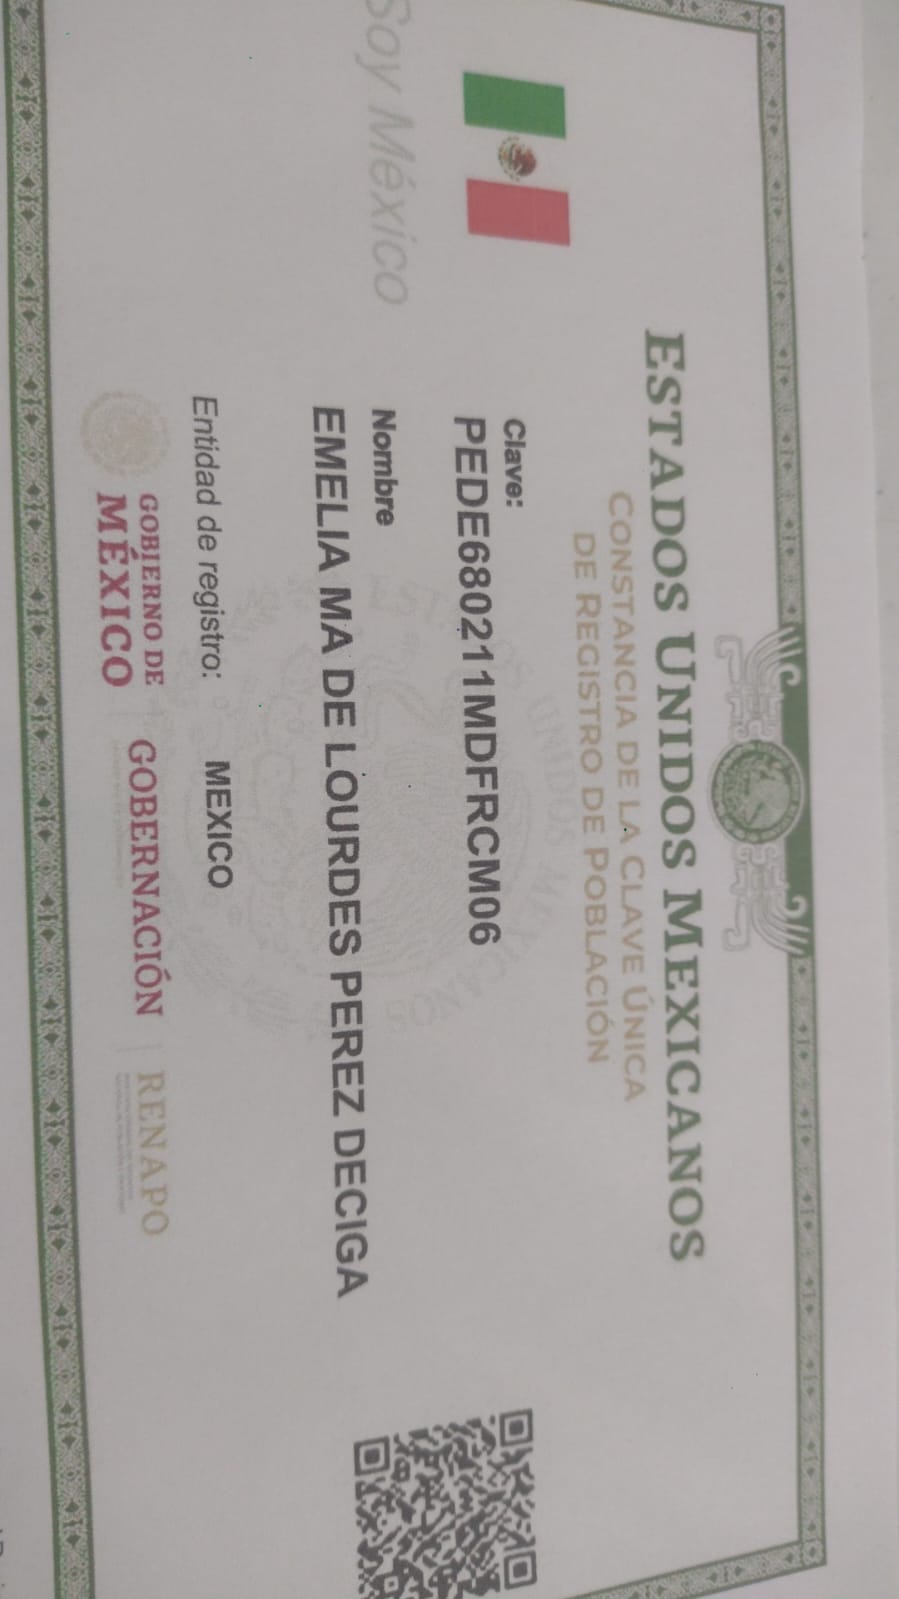 ESTADOS UNIDOS MEXICANOS
CONSTANCIA DE LA CLAVE ÚNICA
DE REGISTRO DE POBLACIÓN
Clave:
PEDE680211MDFRCM06
Soy México
Nombre
EMELIA MA DE LOURDES PEREZ DECIGA
Entidad de registro: MEXICO
GOBIERNO DE
MÉXICO
GOBERNACIÓN
RENAPO